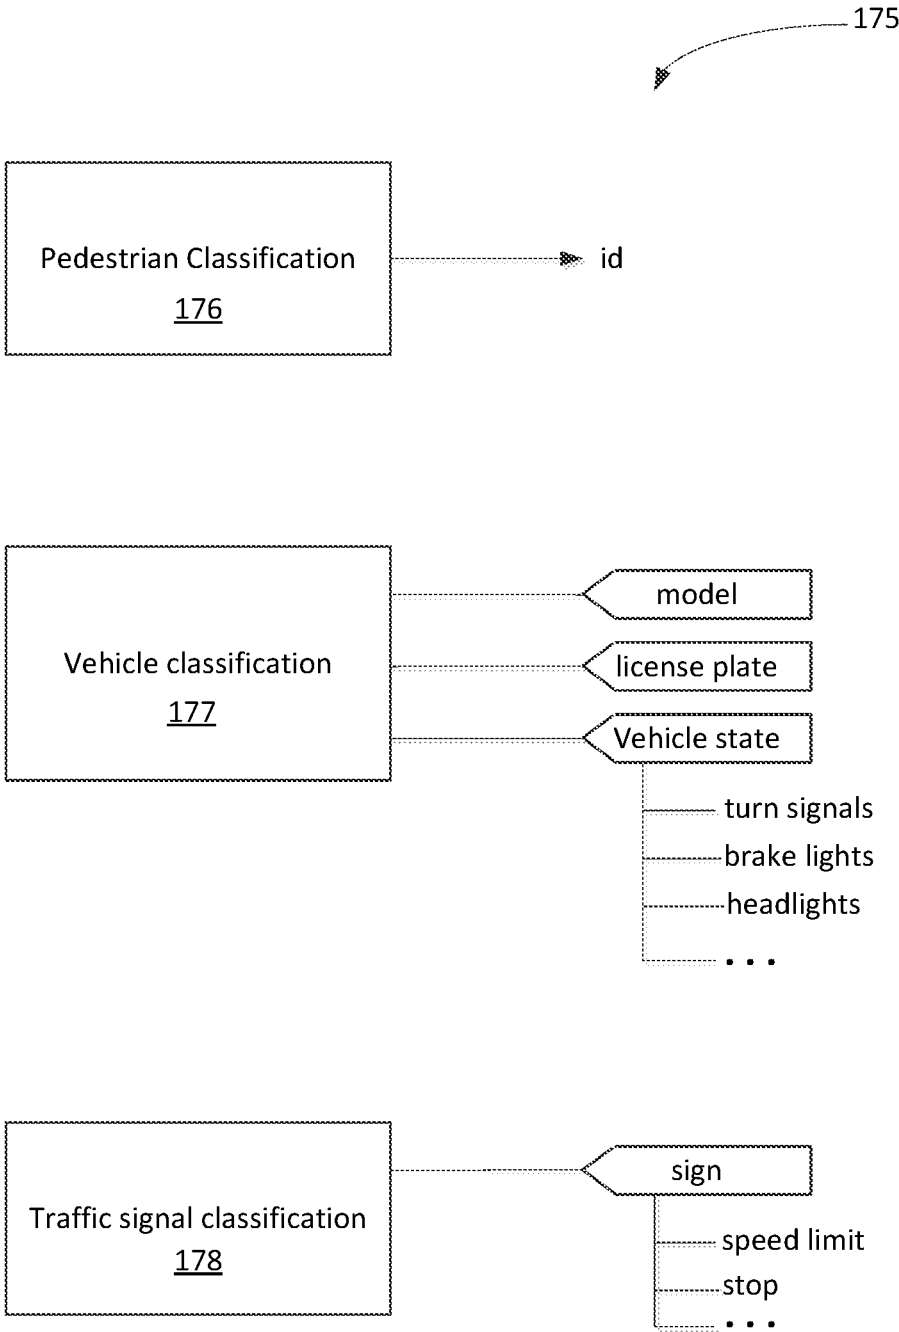 175
Pedestrian Classification
176
id
Vehicle classification
177
model
license plate
Vehicle state
turn signals
brake lights
headlights
. . .
Traffic signal classification
178
sign
speed limit
stop
. . .